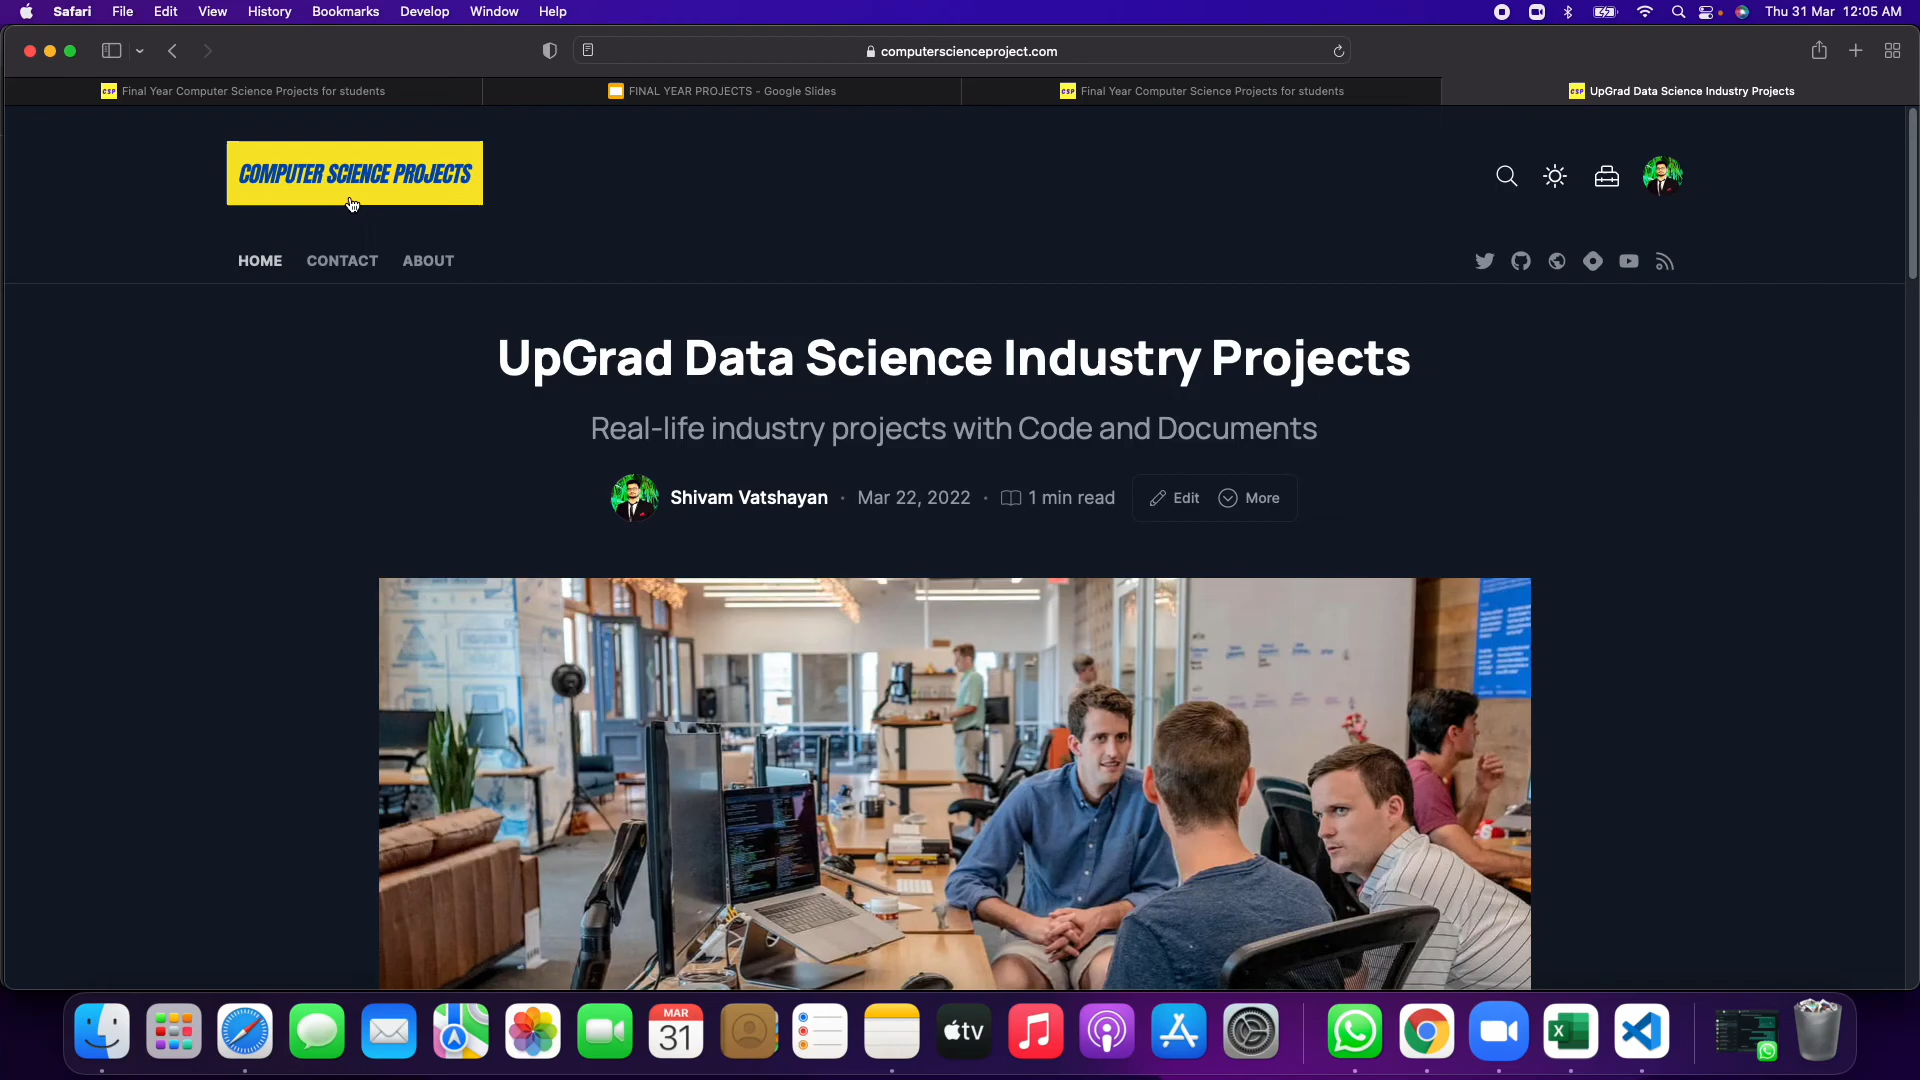 Safari File Edit View History Bookmarks Develop Window Help
Thu 31 Mar 12:05 AM
computerscienceproject.com
CSP Final Year Computer Science Projects for students
FINAL YEAR PROJECTS - Google Slides
CSP Final Year Computer Science Projects for students
CSP UpGrad Data Science Industry Projects
COMPUTER SCIENCE PROJECTS
HOME CONTACT ABOUT
UpGrad Data Science Industry Projects
Real-life industry projects with Code and Documents
Shivam Vatshayan · Mar 22, 2022 · 1 min read
Edit More
MAR
31
tv
X